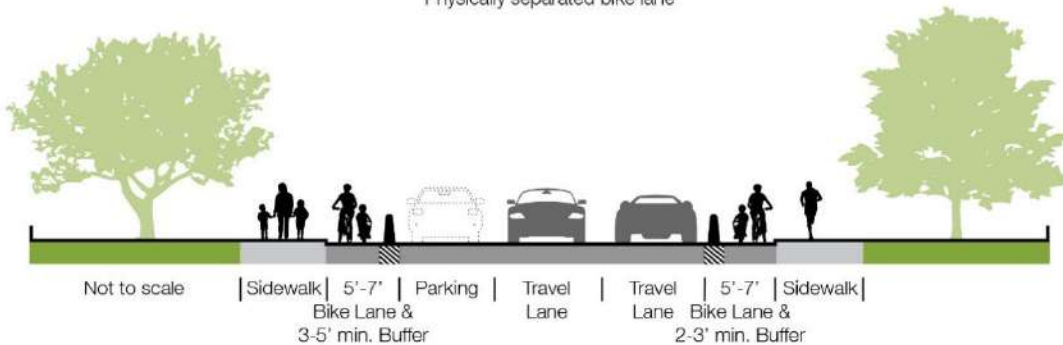 Physically separated bike lane
Not to scale
Sidewalk
5'-7'
Bike Lane &
3-5' min. Buffer
Parking
Travel
Lane
Travel
Lane
5'-7'
Bike Lane &
2-3' min. Buffer
Sidewalk